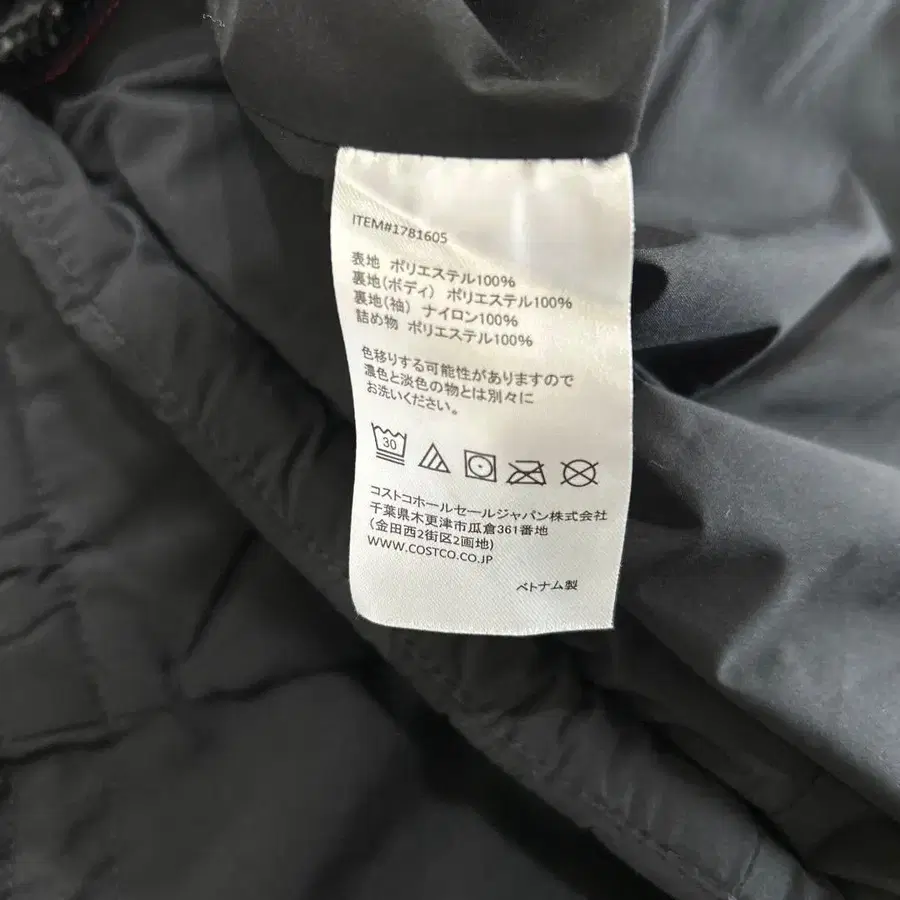 ITEM#1781605
表地 ポリエステル100%
裏地(ボディ) ポリエステル100%
裏地(袖) ナイロン100%
詰め物 ポリエステル100%
色移りする可能性がありますので
濃色と淡色の物とは別々に
お洗いください。
30
コストコホールセールジャパン株式会社
千葉県木更津市瓜倉361番地
(金田西2街区2画地)
WWW.COSTCO.CO.JP
ベトナム製